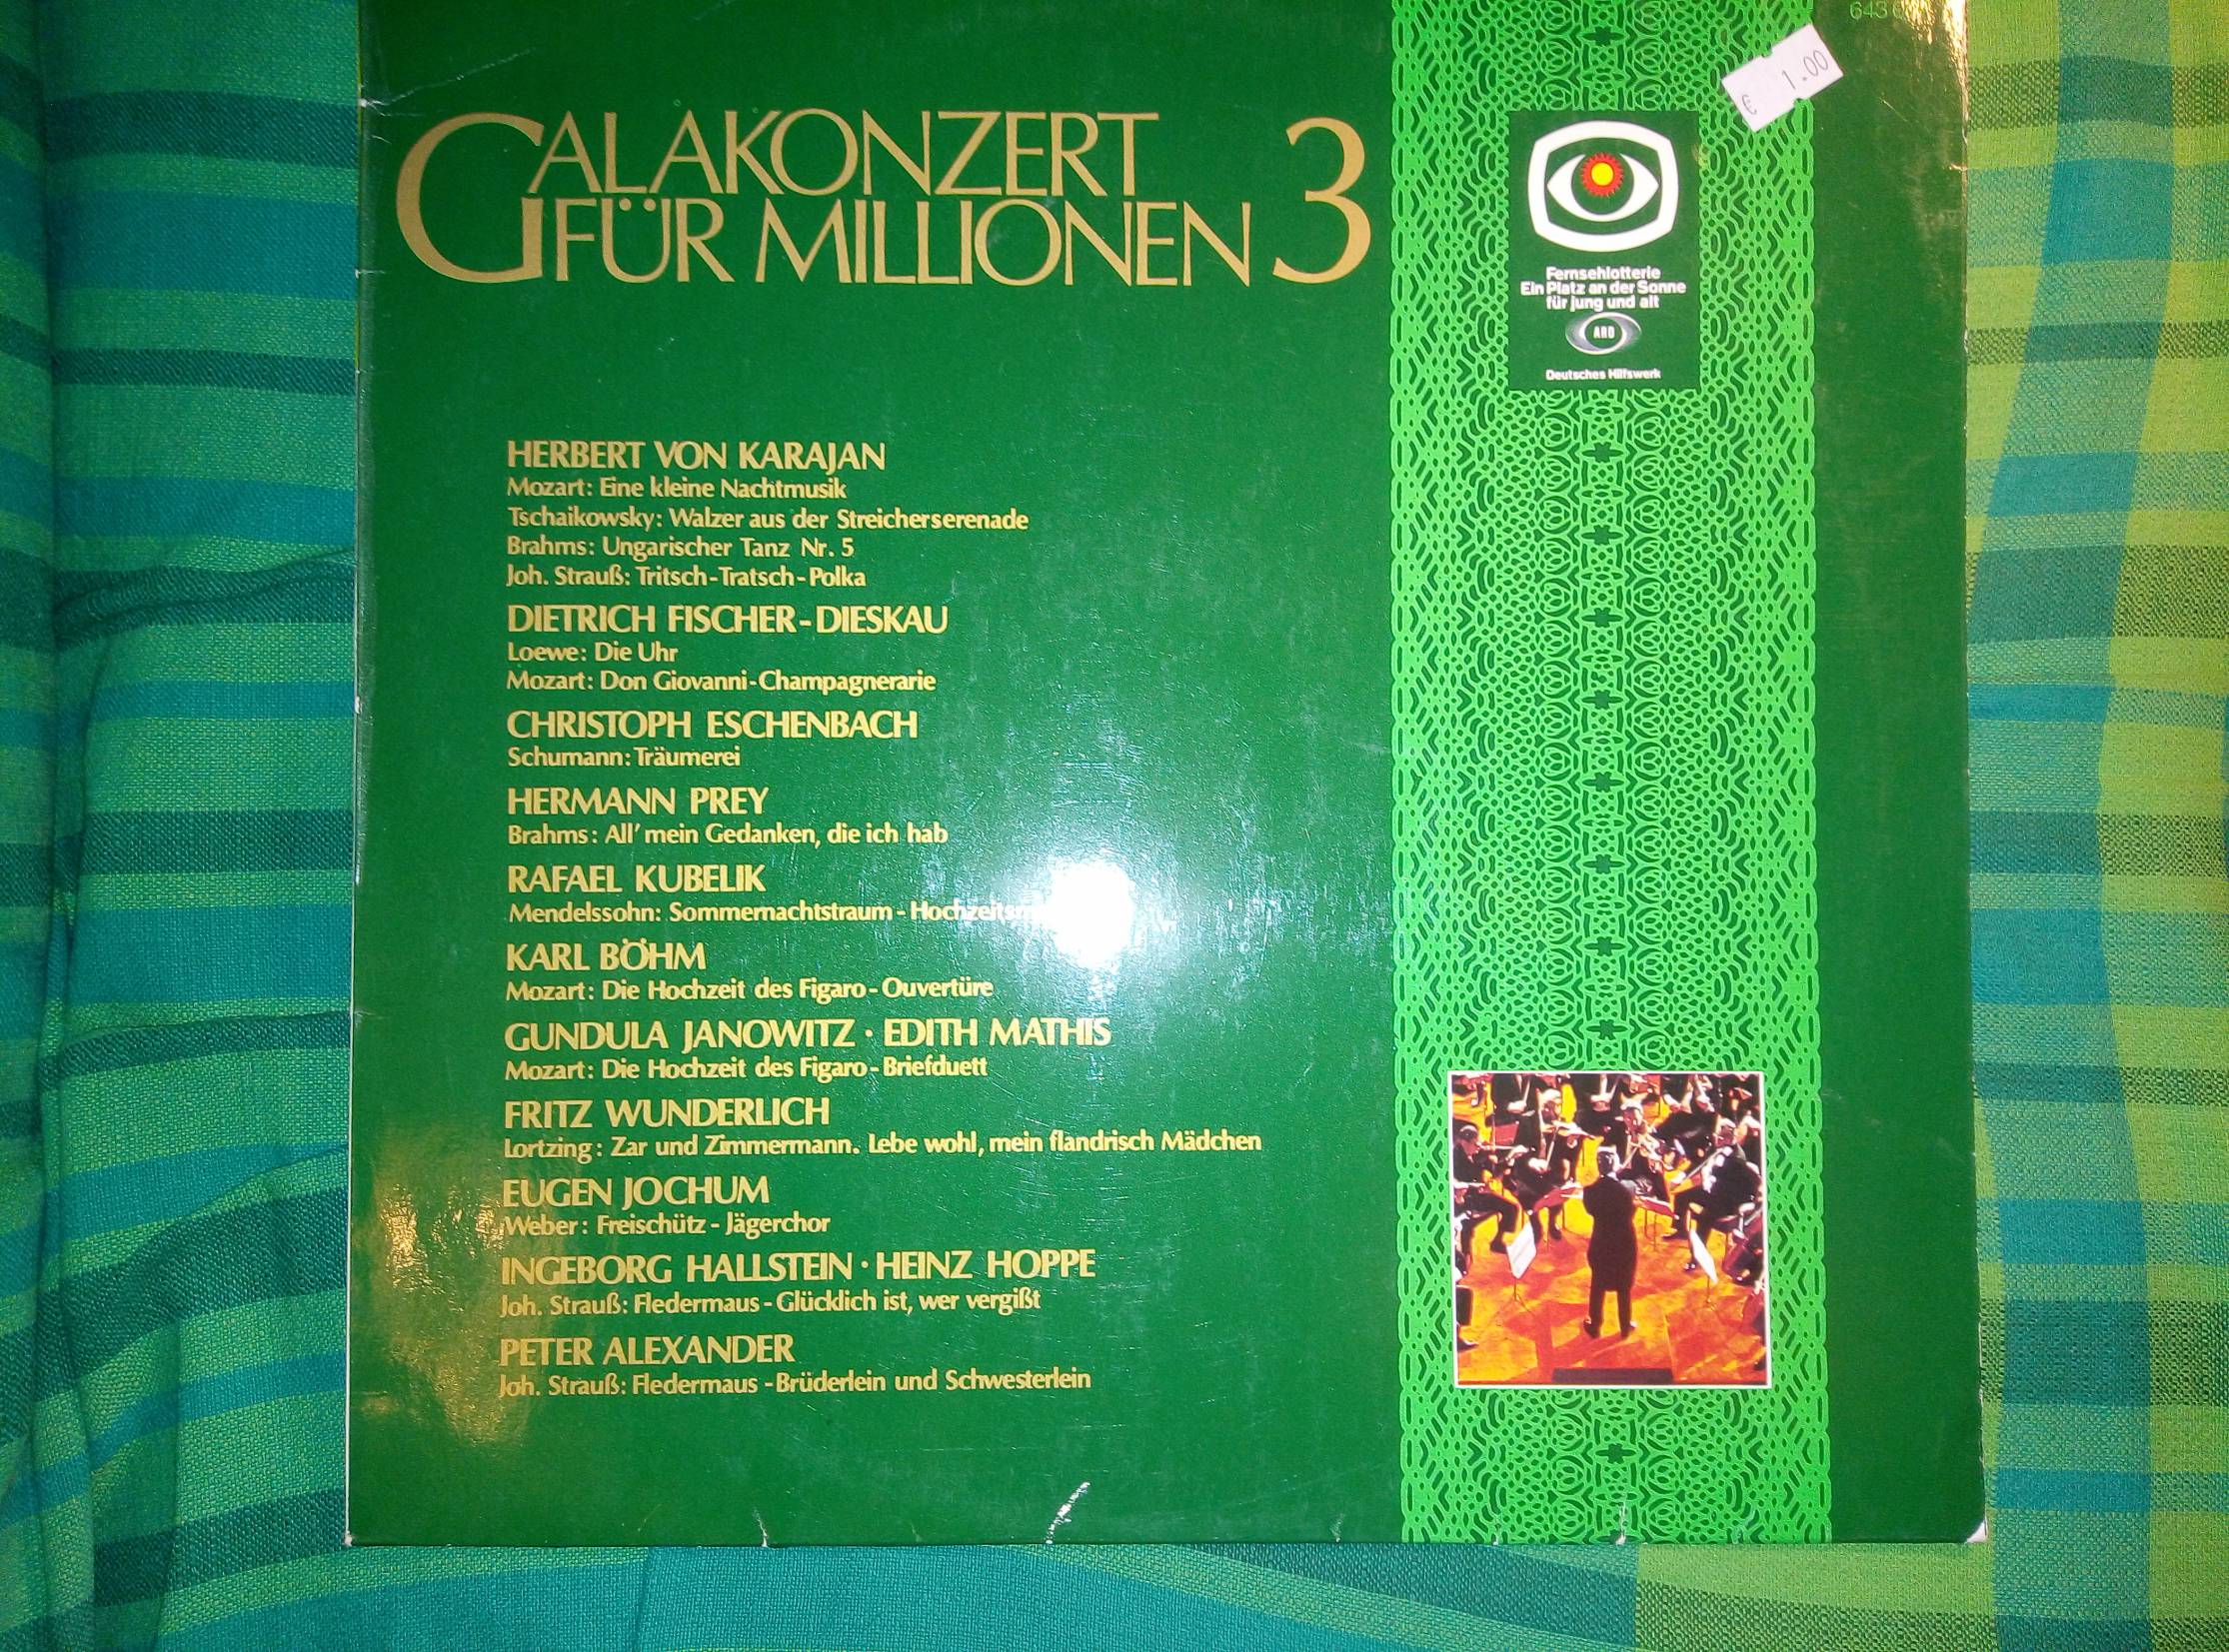 643
€ 1.00
GALAKONZERT
FÜR MILLIONEN 3
Fernsehlotterie
Ein Platz an der Sonne
für jung und alt
ARD
Deutsches Hilfswerk
HERBERT VON KARAJAN
Mozart: Eine kleine Nachtmusik
Tschaikowsky: Walzer aus der Streicherserenade
Brahms: Ungarischer Tanz Nr. 5
Joh. Strauß: Tritsch-Tratsch-Polka
DIETRICH FISCHER-DIESKAU
Loewe: Die Uhr
Mozart: Don Giovanni-Champagnerarie
CHRISTOPH ESCHENBACH
Schumann: Träumerei
HERMANN PREY
Brahms: All' mein Gedanken, die ich hab
RAFAEL KUBELIK
Mendelssohn: Sommernachtstraum -
KARL BÖHM
Mozart: Die Hochzeit des Figaro - Ouvertüre
GUNDULA JANOWITZ · EDITH MATHIS
Mozart: Die Hochzeit des Figaro - Briefduett
FRITZ WUNDERLICH
Lortzing: Zar und Zimmermann. Lebe wohl, mein flandrisch Mädchen
EUGEN JOCHUM
Weber: Freischütz - Jägerchor
INGEBORG HALLSTEIN · HEINZ HOPPE
Joh. Strauß: Fledermaus - Glücklich ist, wer vergißt
PETER ALEXANDER
Joh. Strauß: Fledermaus - Brüderlein und Schwesterlein